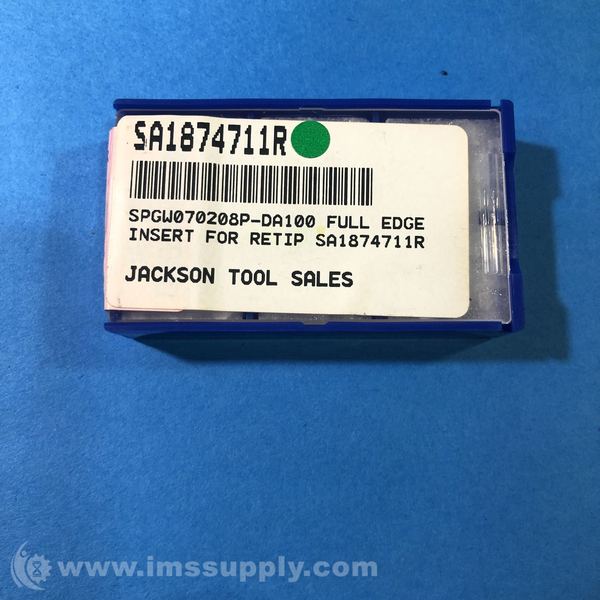 SA1874711R
SPGW070208P-DA100 FULL EDGE
INSERT FOR RETIP SA1874711R
JACKSON TOOL SALES
www.imssupply.com